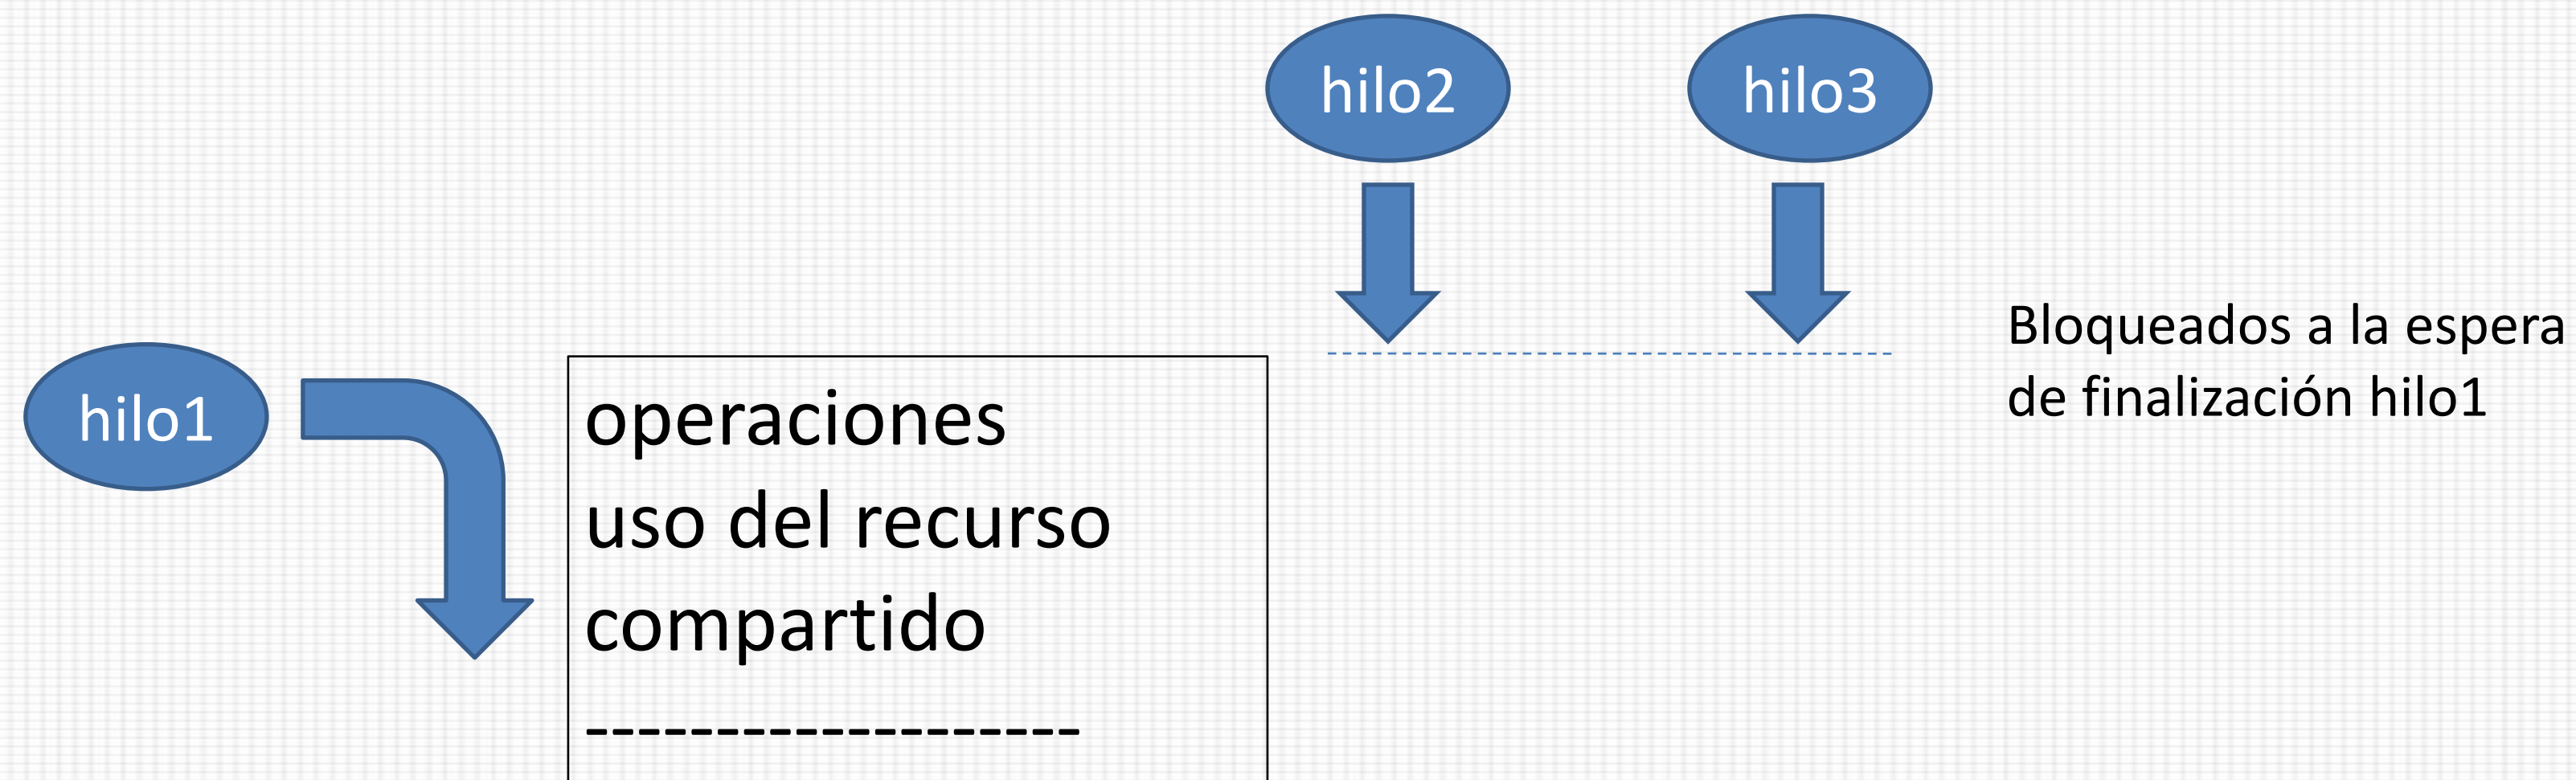 hilo2
hilo3
Bloqueados a la espera
de finalización hilo1
hilo1
operaciones
uso del recurso
compartido
-------------------